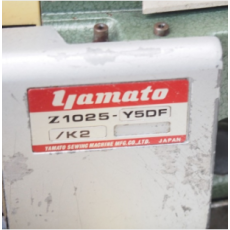 Yamato
Z1025-Y5DF
/K2
YAMATO SEWING MACHINE MFG.CO.,LTD. JAPAN